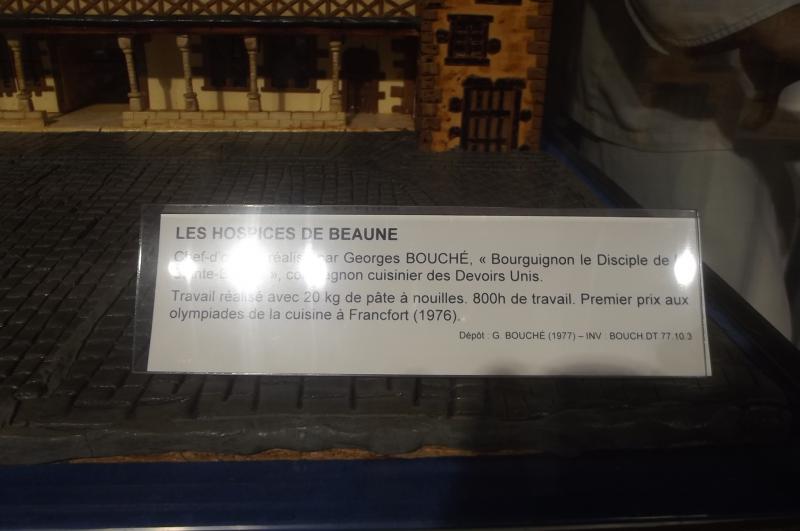 LES HOSPICES DE BEAUNE
par Georges BOUCHÉ, « Bourguignon le Disciple de
», cuisinier des Devoirs Unis.
Travail réalisé avec 20 kg de pâte à nouilles. 800h de travail. Premier prix aux
olympiades de la cuisine à Francfort (1976).
Dépôt : G. BOUCHÉ (1977) – INV : BOUCH.DT.77.10.3